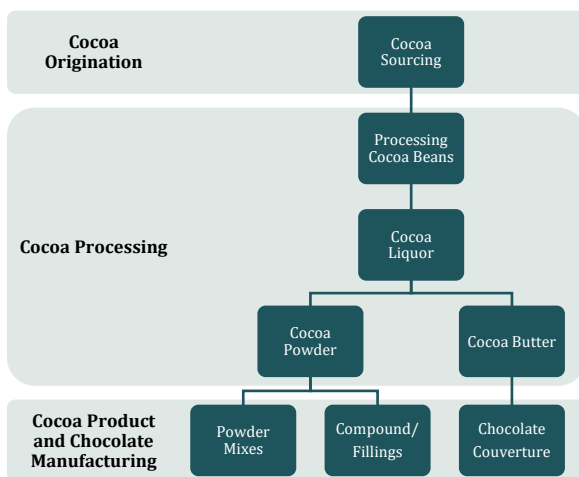 Cocoa
Origination
Cocoa
Sourcing
Processing
Cocoa Beans
Cocoa Processing
Cocoa
Liquor
Cocoa
Powder
Cocoa Butter
Cocoa Product
and Chocolate
Manufacturing
Powder
Mixes
Compound/
Fillings
Chocolate
Couverture